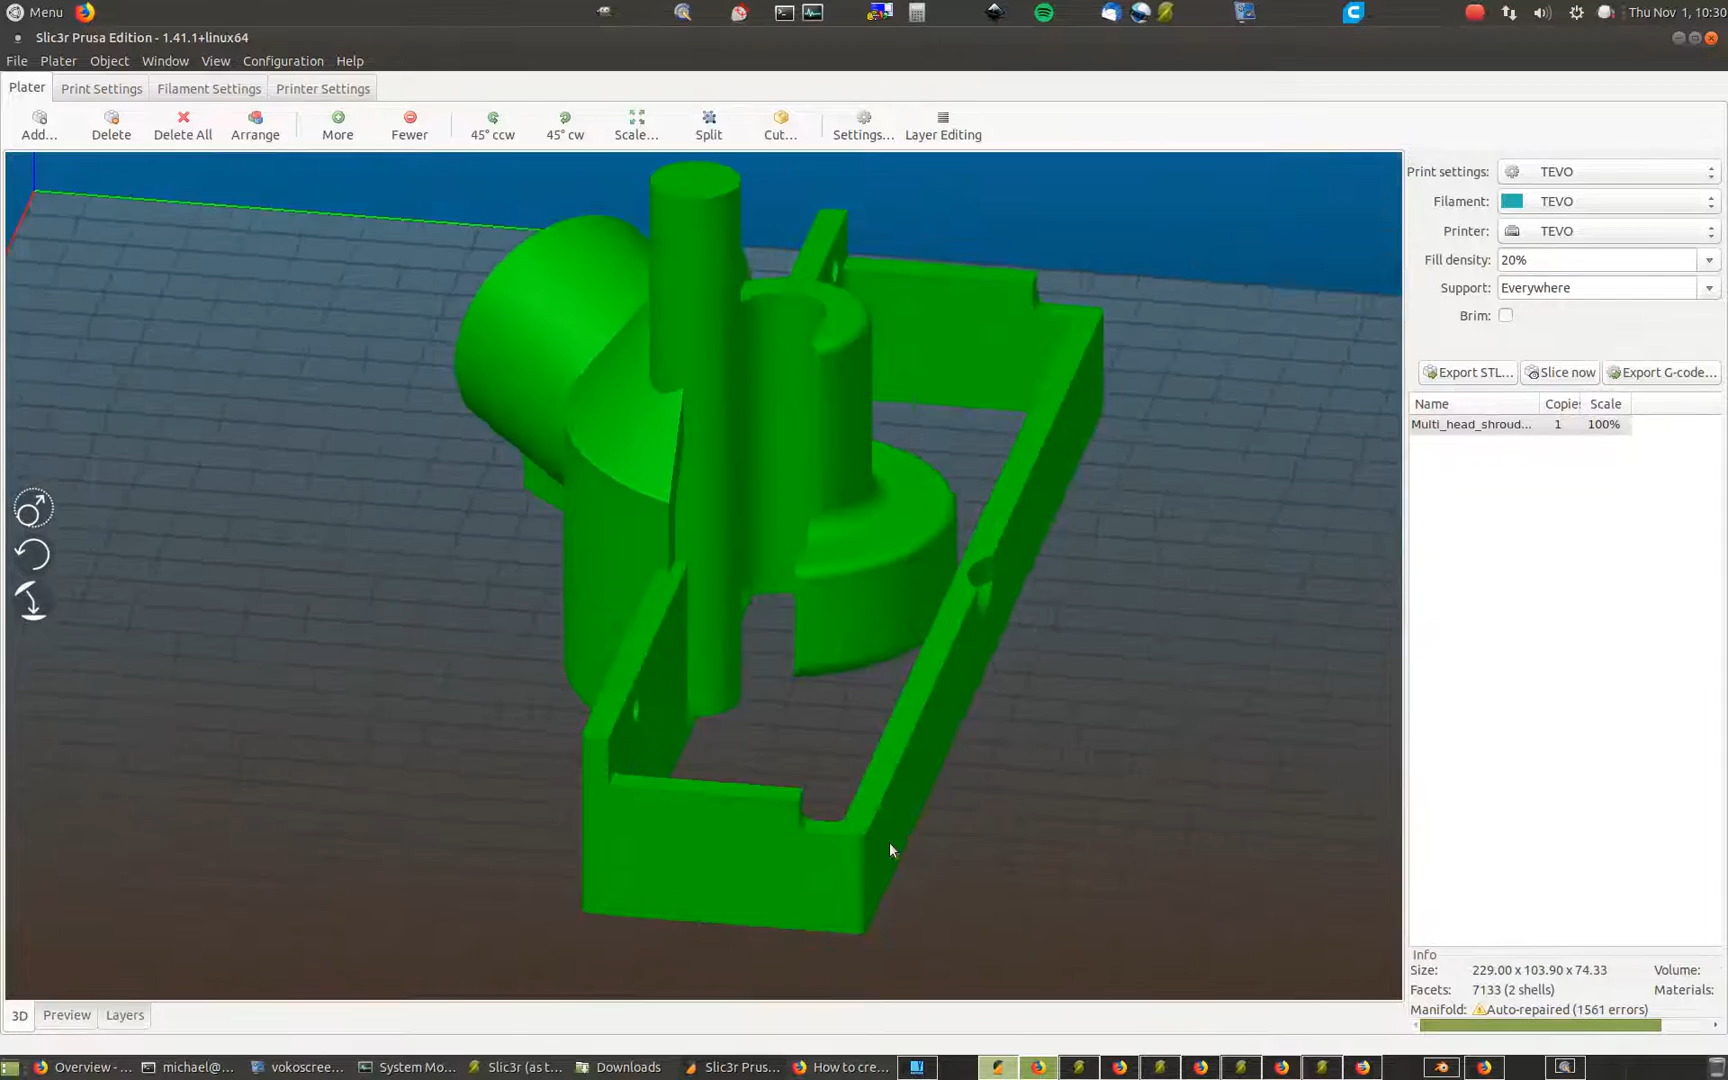 Menu
Thu Nov 1, 10:30
Slic3r Prusa Edition - 1.41.1+linux64
File Plater Object Window View Configuration Help
Plater Print Settings Filament Settings Printer Settings
Add... Delete Delete All Arrange More Fewer 45° ccw 45° cw Scale... Split Cut... Settings... Layer Editing
Print settings: TEVO
Filament: TEVO
Printer: TEVO
Fill density: 20%
Support: Everywhere
Brim:
Export STL... Slice now Export G-code...
Name Copies Scale
Multi_head_shroud... 1 100%
Info
Size: 229.00 x 103.90 x 74.33 Volume:
Facets: 7133 (2 shells) Materials:
Manifold: Auto-repaired (1561 errors)
3D Preview Layers
Overview - ... michael@... vokoscree... System Mo... Slic3r (as t... Downloads Slic3r Prus... How to cre...